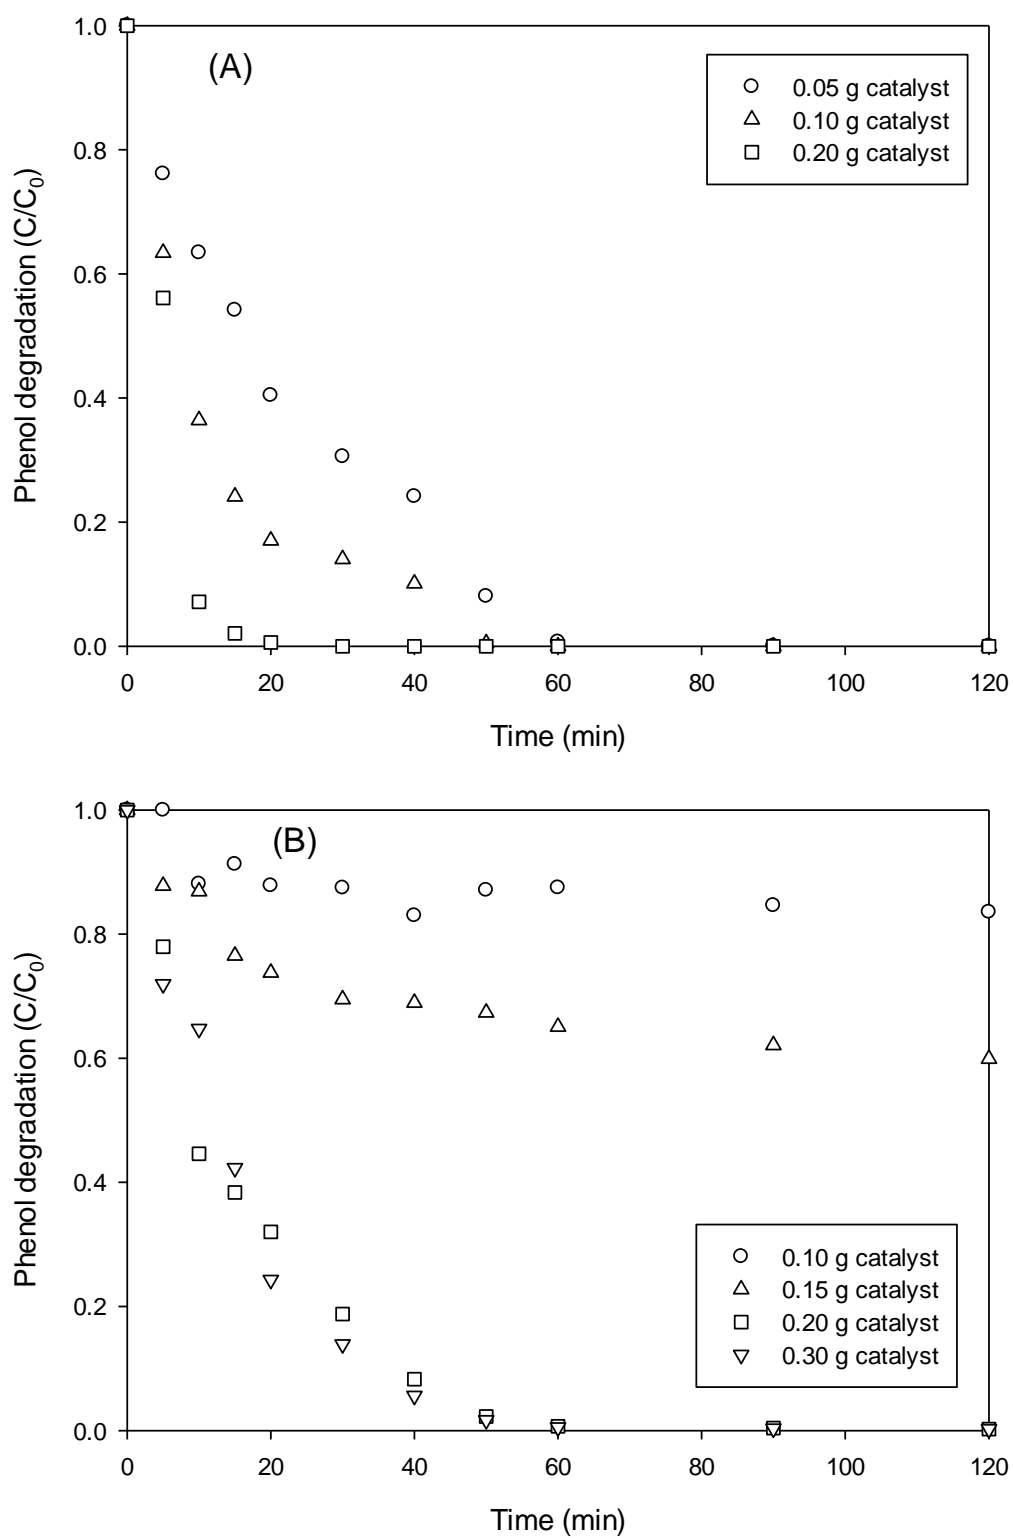 1.0
(A)
0.05 g catalyst
0.10 g catalyst
0.20 g catalyst
0.8
0.6
0.4
0.2
0.0
Phenol degradation (C/C₀)
0 20 40 60 80 100 120
Time (min)
1.0
(B)
0.8
0.6
0.4
0.2
0.0
Phenol degradation (C/C₀)
0.10 g catalyst
0.15 g catalyst
0.20 g catalyst
0.30 g catalyst
0 20 40 60 80 100 120
Time (min)